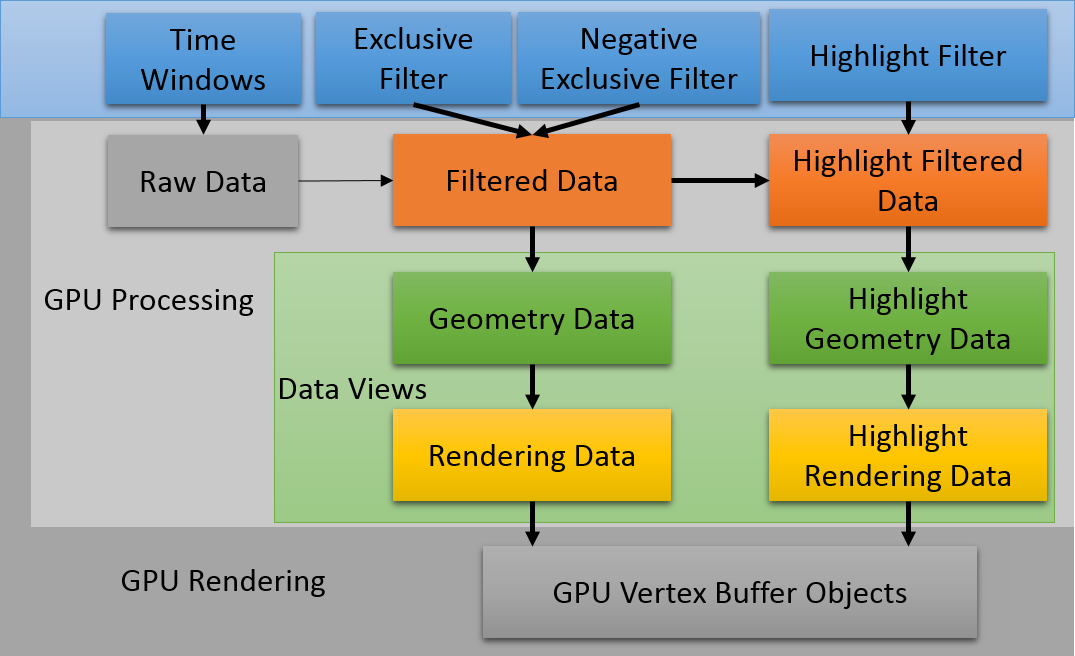 Time
Windows
Exclusive
Filter
Negative
Exclusive Filter
Highlight Filter
Raw Data
Filtered Data
Highlight Filtered
Data
GPU Processing
Geometry Data
Highlight
Geometry Data
Data Views
Rendering Data
Highlight
Rendering Data
GPU Rendering
GPU Vertex Buffer Objects